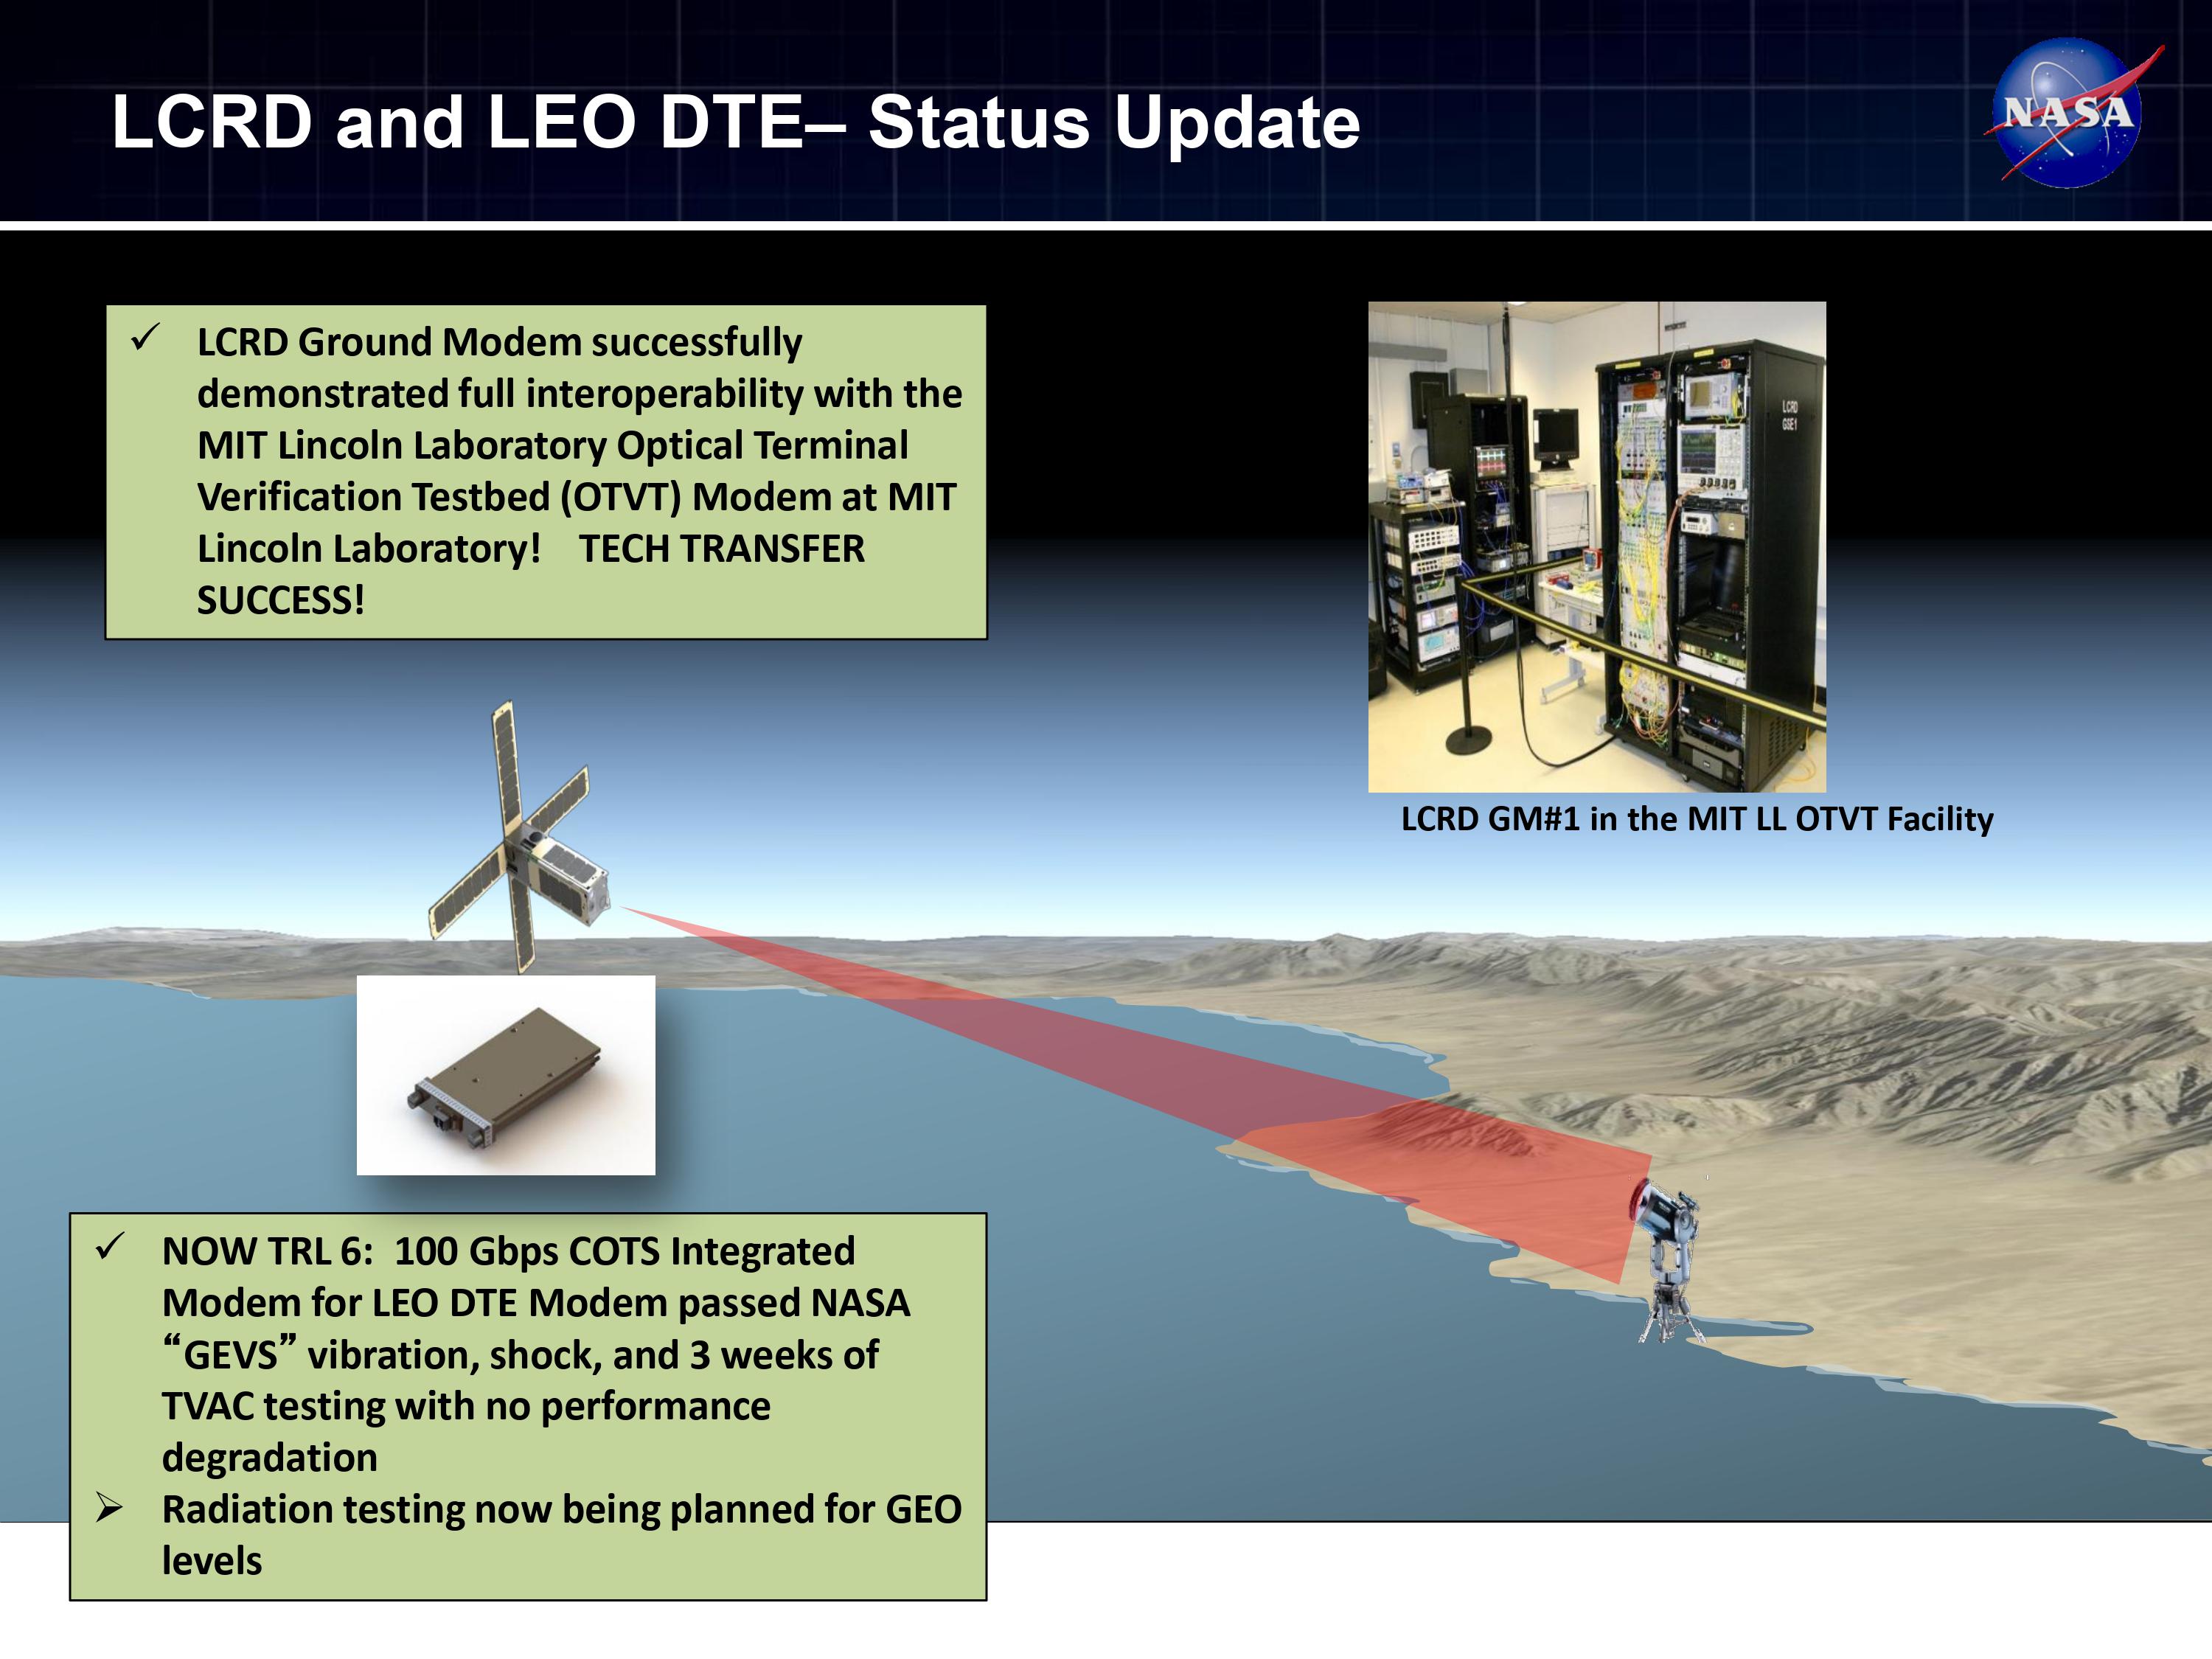 LCRD and LEO DTE– Status Update
NASA
✓ LCRD Ground Modem successfully
demonstrated full interoperability with the
MIT Lincoln Laboratory Optical Terminal
Verification Testbed (OTVT) Modem at MIT
Lincoln Laboratory! TECH TRANSFER
SUCCESS!
LCRD
GSE1
LCRD GM#1 in the MIT LL OTVT Facility
✓ NOW TRL 6: 100 Gbps COTS Integrated
Modem for LEO DTE Modem passed NASA
“GEVS” vibration, shock, and 3 weeks of
TVAC testing with no performance
degradation
➢ Radiation testing now being planned for GEO
levels